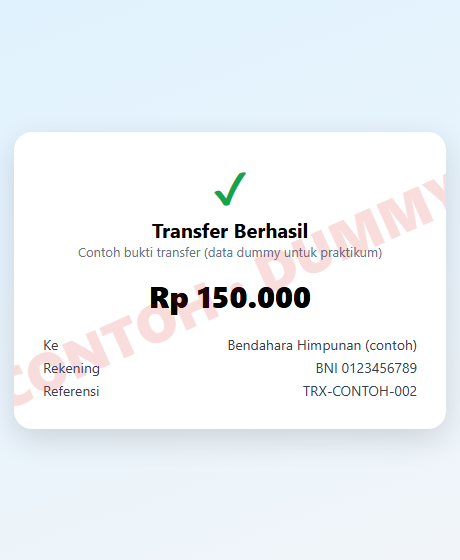 ✓
Transfer Berhasil
Contoh bukti transfer (data dummy untuk praktikum)
Rp 150.000
Ke Bendahara Himpunan (contoh)
Rekening BNI 0123456789
Referensi TRX-CONTOH-002
CONTOH · DUMMY